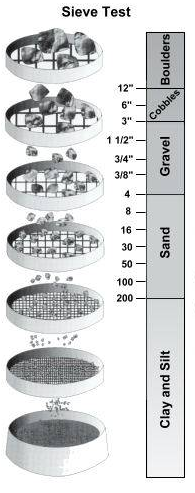 Sieve Test
Boulders
12"
Cobbles
6"
3"
Gravel
1 1/2"
3/4"
3/8"
4
Sand
8
16
30
50
100
200
Clay and Silt